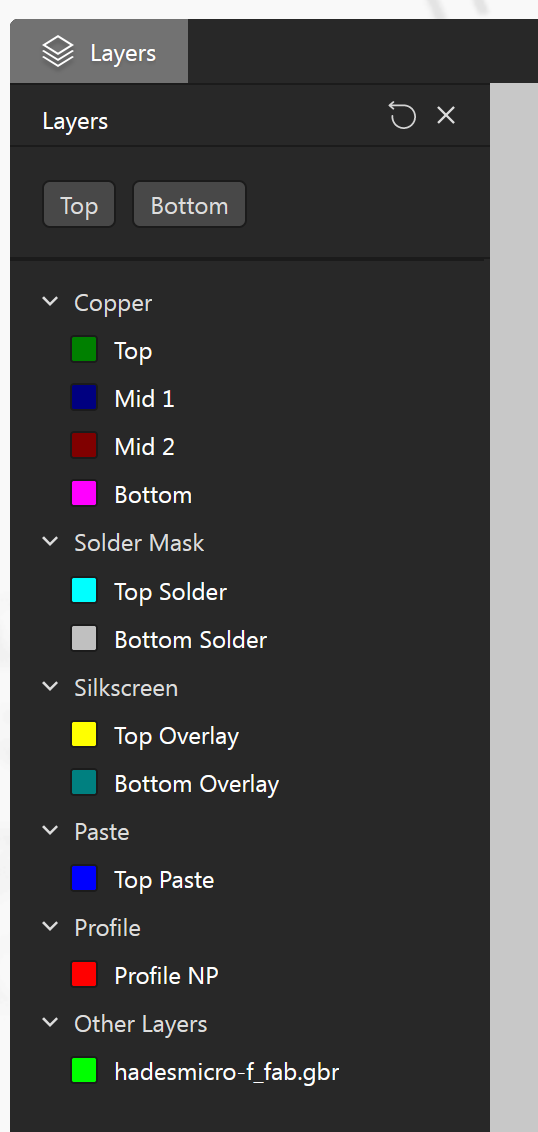 Layers
Layers
Top Bottom
Copper
Top
Mid 1
Mid 2
Bottom
Solder Mask
Top Solder
Bottom Solder
Silkscreen
Top Overlay
Bottom Overlay
Paste
Top Paste
Profile
Profile NP
Other Layers
hadesmicro-f_fab.gbr